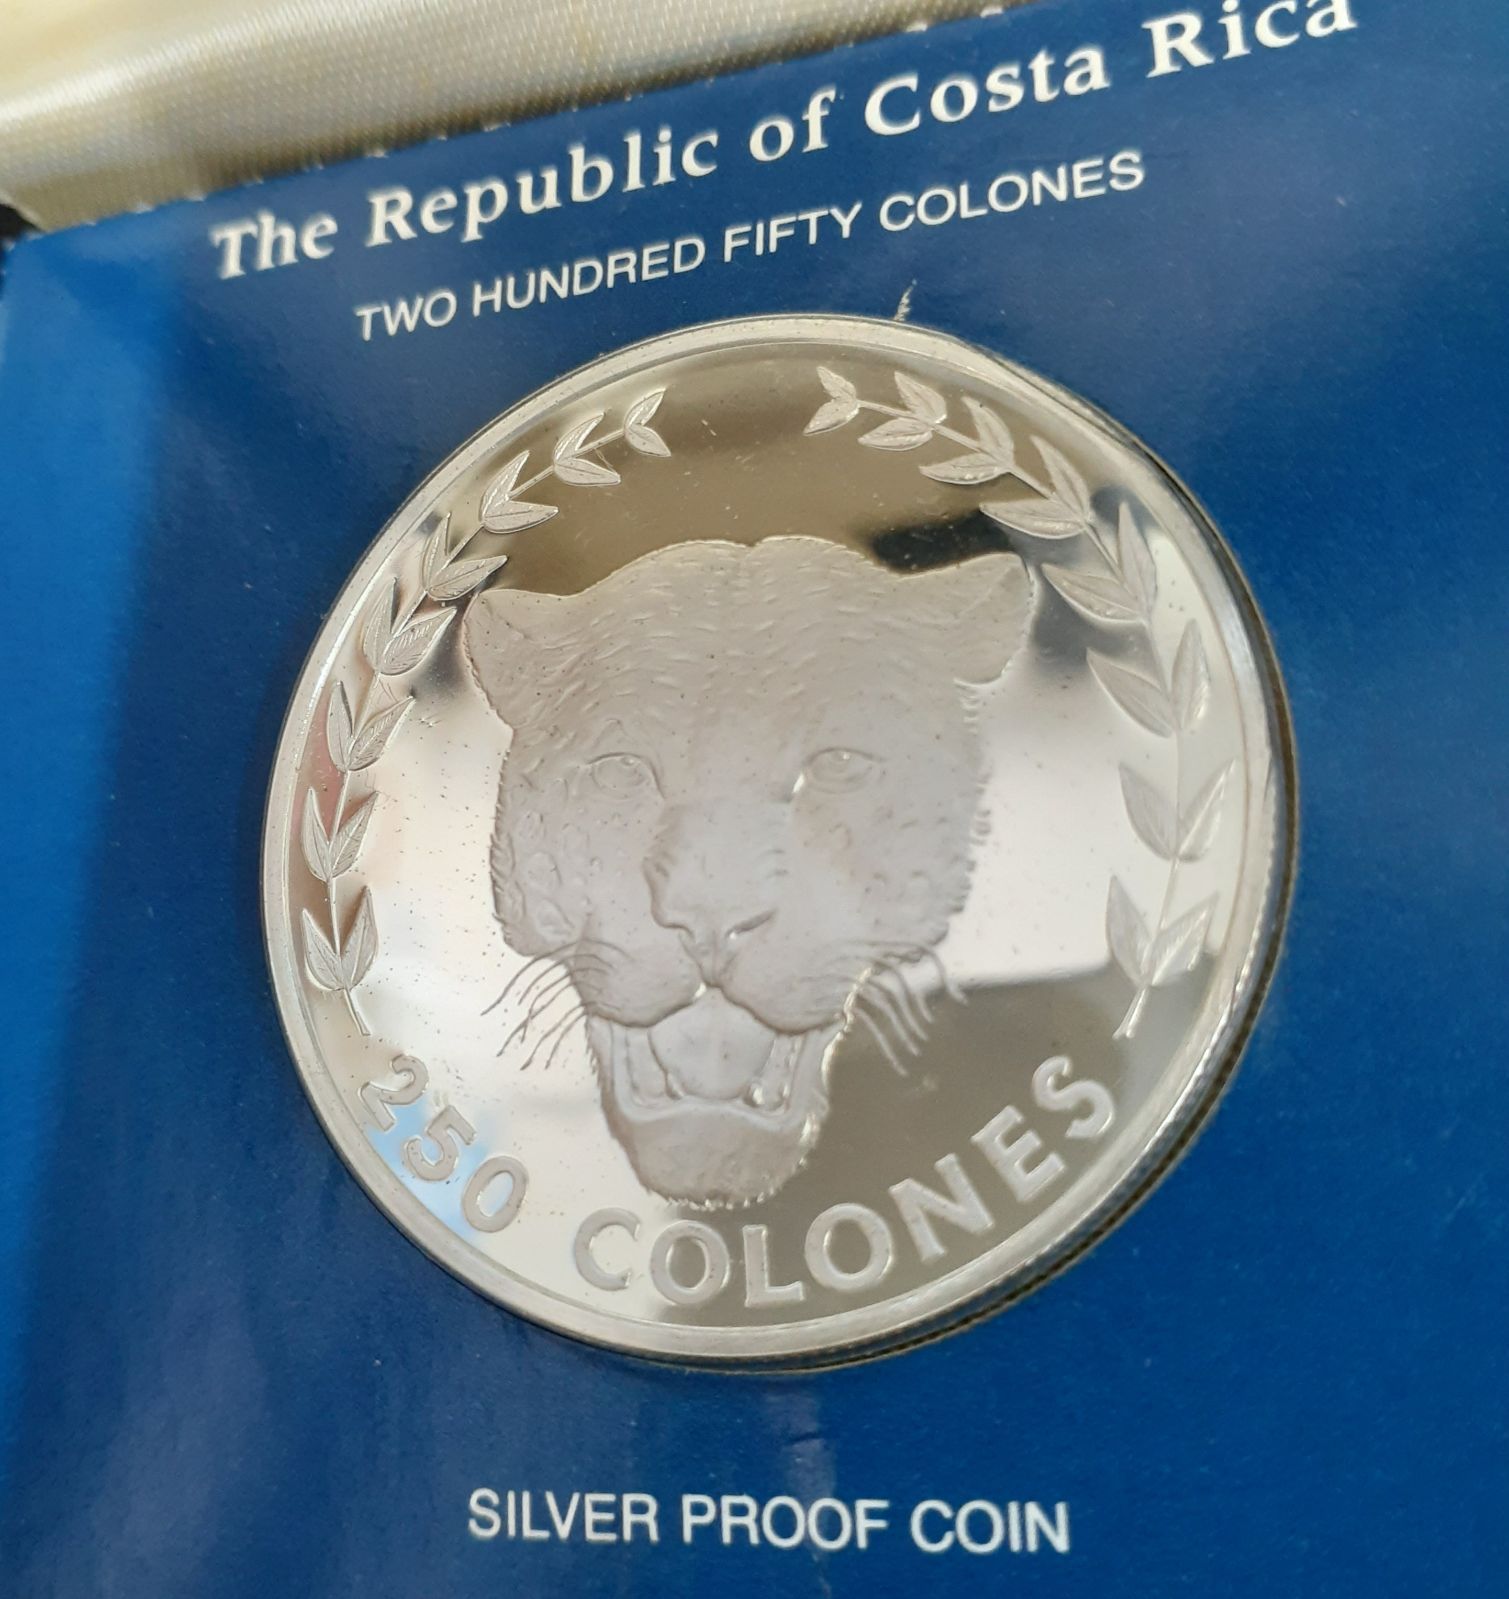 The Republic of Costa Rica
TWO HUNDRED FIFTY COLONES
250 COLONES
SILVER PROOF COIN